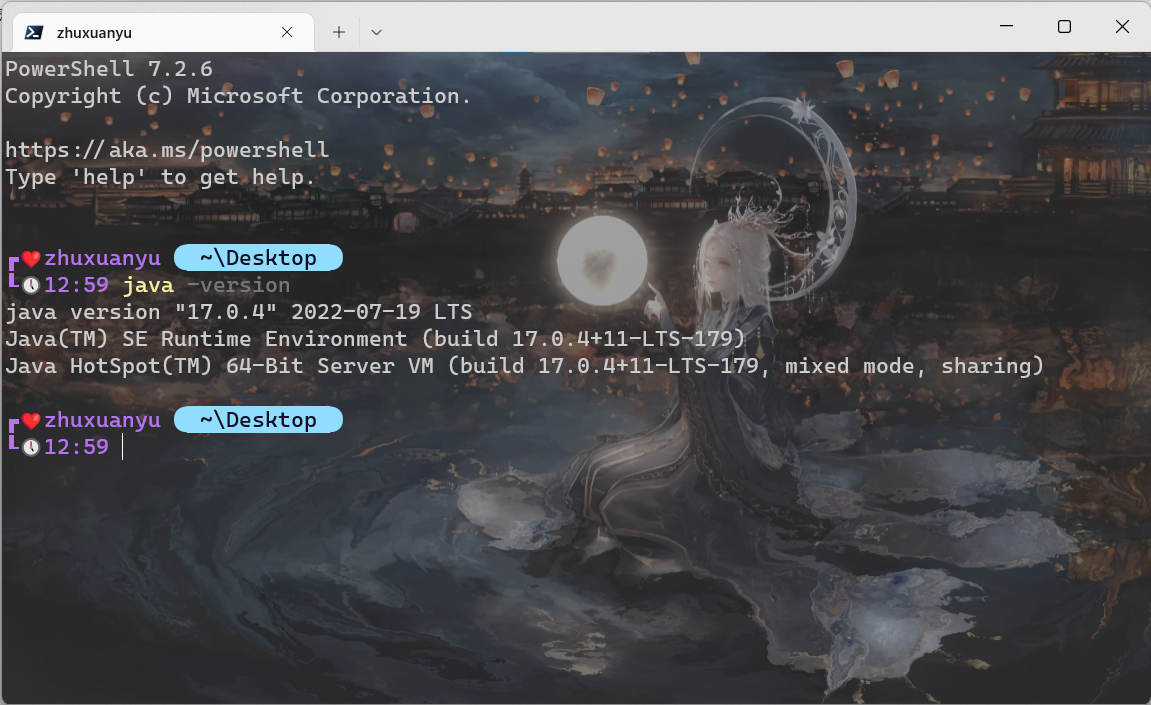 zhuxuanyu
PowerShell 7.2.6
Copyright (c) Microsoft Corporation.
https://aka.ms/powershell
Type 'help' to get help.
zhuxuanyu ~\Desktop
12:59 java -version
java version "17.0.4" 2022-07-19 LTS
Java(TM) SE Runtime Environment (build 17.0.4+11-LTS-179)
Java HotSpot(TM) 64-Bit Server VM (build 17.0.4+11-LTS-179, mixed mode, sharing)
zhuxuanyu ~\Desktop
12:59